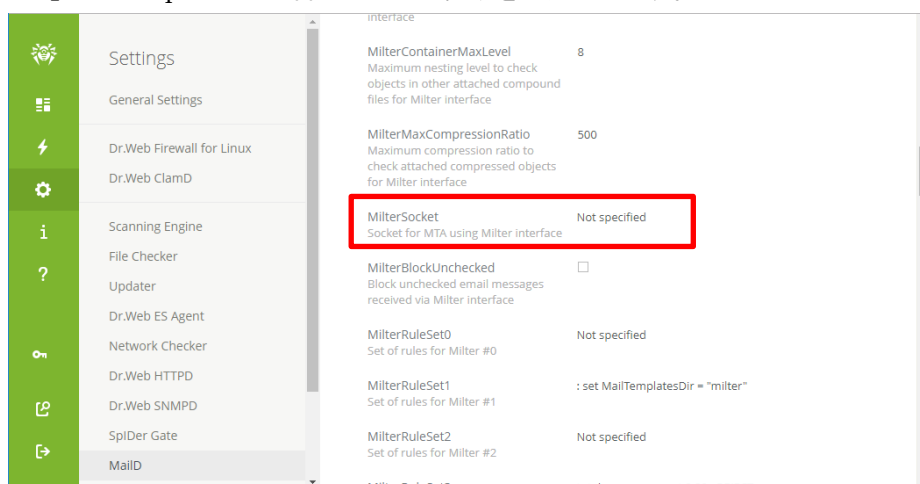 interface
Settings
General Settings
Dr.Web Firewall for Linux
Dr.Web ClamD
Scanning Engine
File Checker
Updater
Dr.Web ES Agent
Network Checker
Dr.Web HTTPD
Dr.Web SNMPD
SpIDer Gate
MailD
MilterContainerMaxLevel 8
Maximum nesting level to check
objects in other attached compound
files for Milter interface
MilterMaxCompressionRatio 500
Maximum compression ratio to
check attached compressed objects
for Milter interface
MilterSocket Not specified
Socket for MTA using Milter interface
MilterBlockUnchecked
Block unchecked email messages
received via Milter interface
MilterRuleSet0 Not specified
Set of rules for Milter #0
MilterRuleSet1 : set MailTemplatesDir = "milter"
Set of rules for Milter #1
MilterRuleSet2 Not specified
Set of rules for Milter #2